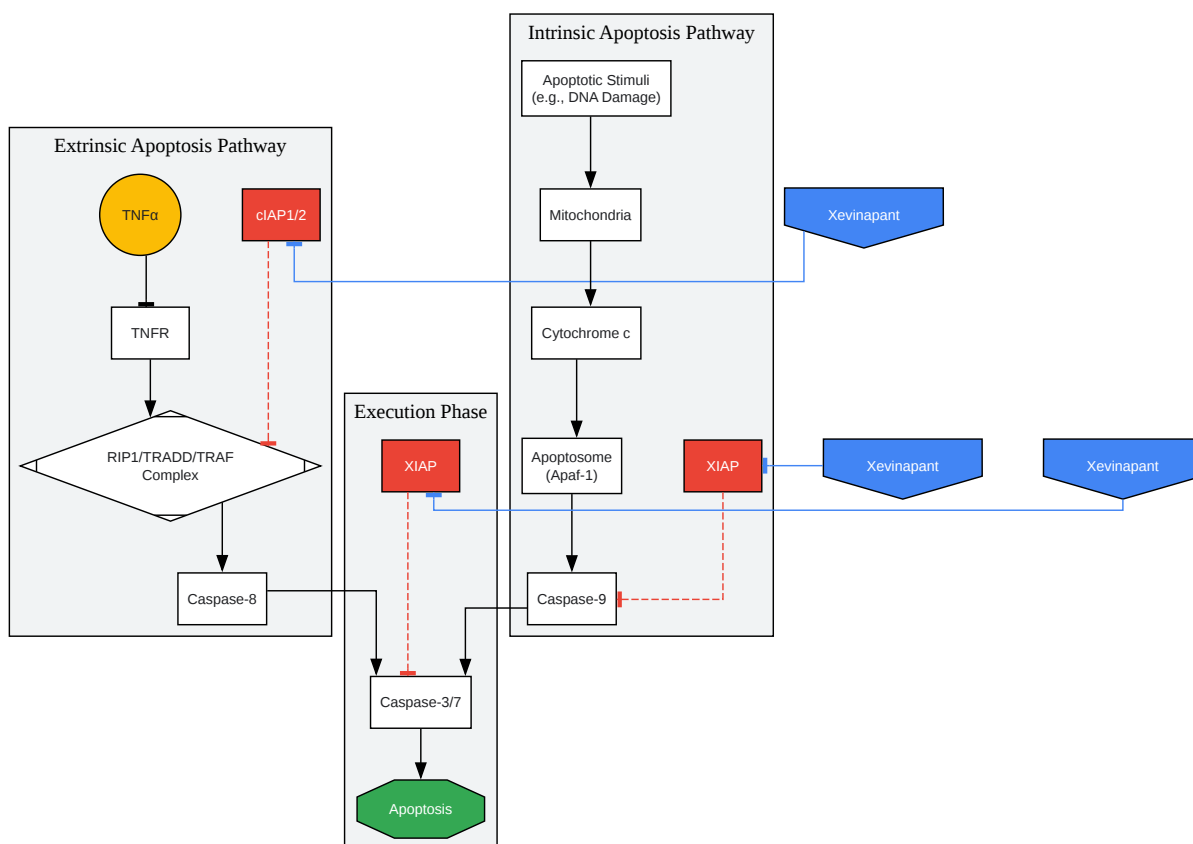 Intrinsic Apoptosis Pathway
Apoptotic Stimuli
(e.g., DNA Damage)
Extrinsic Apoptosis Pathway
TNFα
cIAP1/2
Mitochondria
Xevinapant
TNFR
Cytochrome c
Execution Phase
RIP1/TRADD/TRAF
Complex
XIAP
Apoptosome
(Apaf-1)
XIAP
Xevinapant
Xevinapant
Caspase-8
Caspase-9
Caspase-3/7
Apoptosis